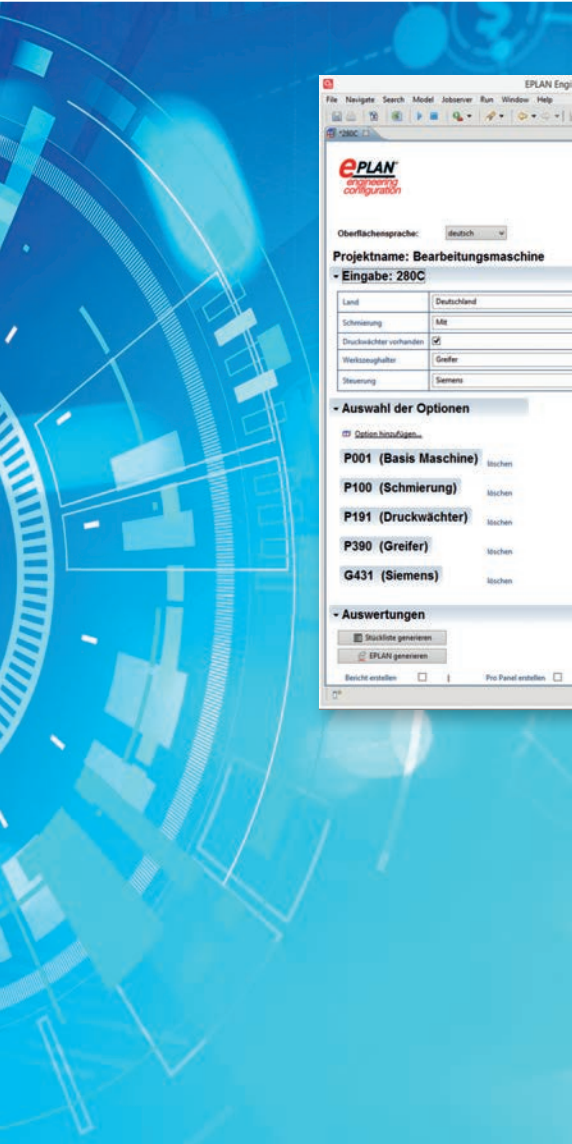 EPLAN Engi
File Navigate Search Model Jobserver Run Window Help
*280C
ePLAN
engineering
configuration
Oberflächensprache: deutsch
Projektname: Bearbeitungsmaschine
Eingabe: 280C
Land Deutschland
Schmierung Mit
Druckwächter vorhanden
Werkszeughalter Greifer
Steuerung Siemens
Auswahl der Optionen
Option hinzufügen...
P001 (Basis Maschine) löschen
P100 (Schmierung) löschen
P191 (Druckwächter) löschen
P390 (Greifer) löschen
G431 (Siemens) löschen
Auswertungen
Stückliste generieren
EPLAN generieren
Bericht erstellen | Pro Panel erstellen